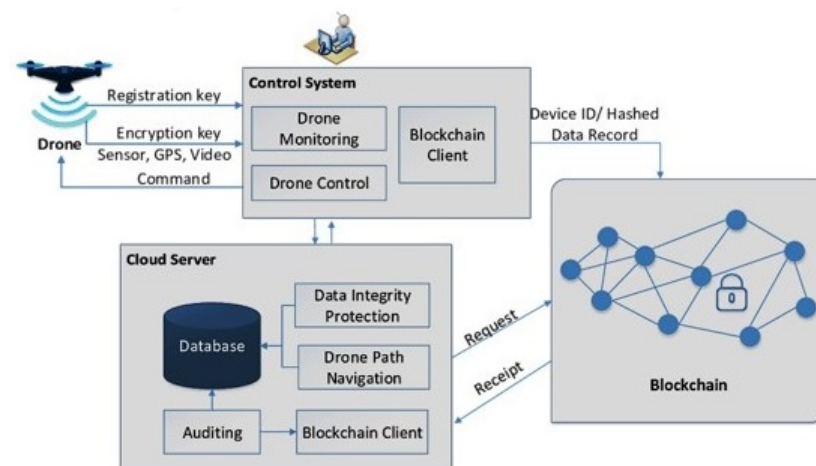 Control System
Registration key
Drone
Encryption key
Sensor, GPS, Video
Command
Drone
Monitoring
Drone Control
Blockchain
Client
Device ID/ Hashed
Data Record
Cloud Server
Database
Data Integrity
Protection
Drone Path
Navigation
Auditing
Blockchain Client
Request
Receipt
Blockchain